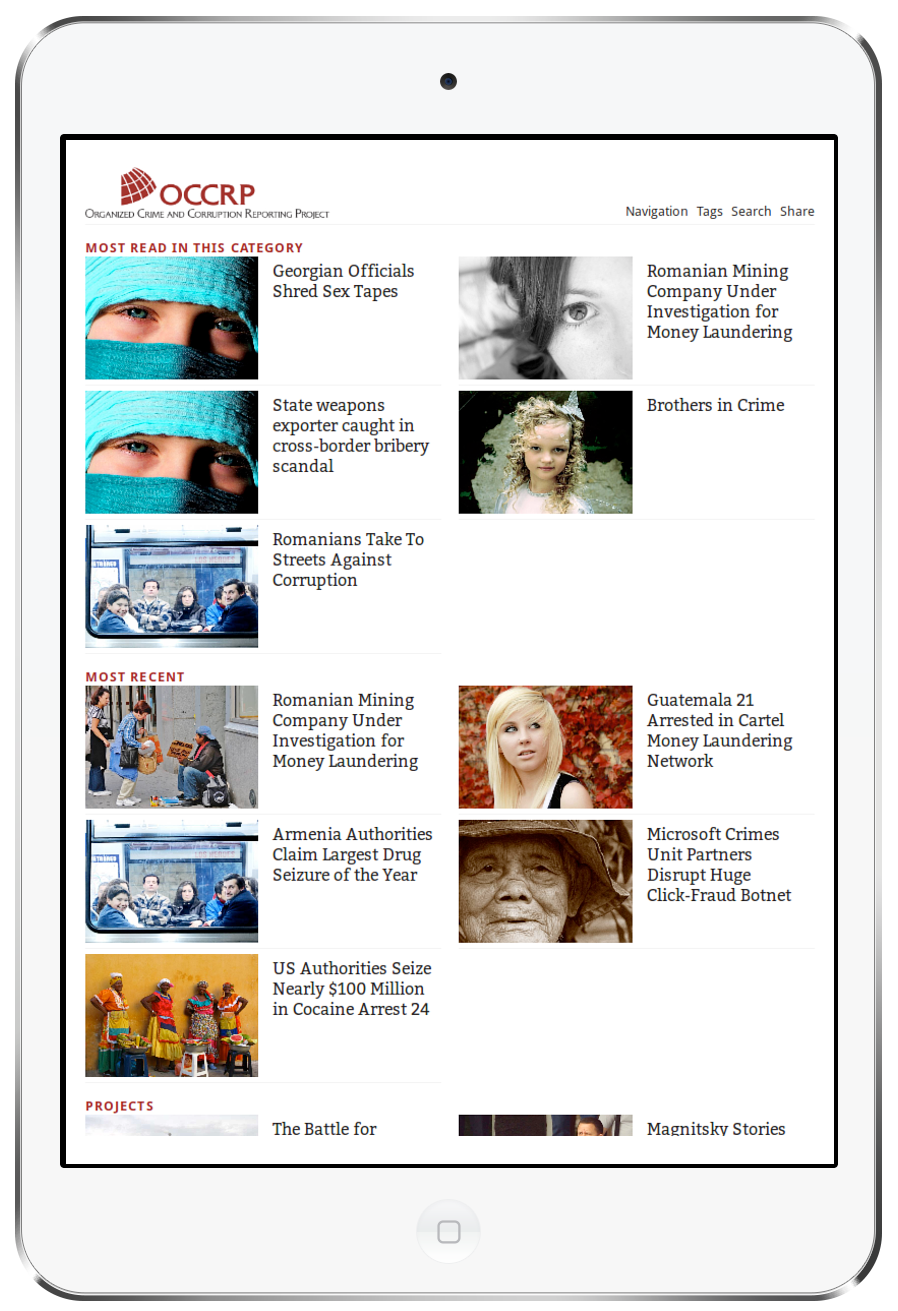 OCCRP
ORGANIZED CRIME AND CORRUPTION REPORTING PROJECT
Navigation Tags Search Share
MOST READ IN THIS CATEGORY
Georgian Officials
Shred Sex Tapes
Romanian Mining
Company Under
Investigation for
Money Laundering
State weapons
exporter caught in
cross-border bribery
scandal
Brothers in Crime
Romanians Take To
Streets Against
Corruption
MOST RECENT
Romanian Mining
Company Under
Investigation for
Money Laundering
Guatemala 21
Arrested in Cartel
Money Laundering
Network
Armenia Authorities
Claim Largest Drug
Seizure of the Year
Microsoft Crimes
Unit Partners
Disrupt Huge
Click-Fraud Botnet
US Authorities Seize
Nearly $100 Million
in Cocaine Arrest 24
PROJECTS
The Battle for
Magnitsky Stories